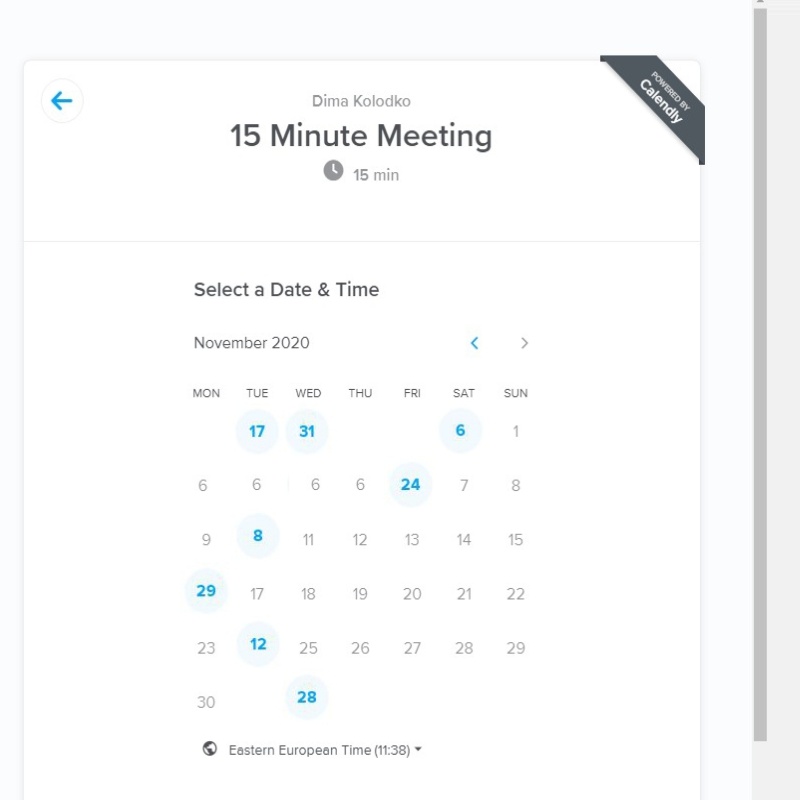 POWERED BY
Calendly
Dima Kolodko
15 Minute Meeting
15 min
Select a Date & Time
November 2020
MON TUE WED THU FRI SAT SUN
17 31 6 1
6 6 6 6 24 7 8
9 8 11 12 13 14 15
29 17 18 19 20 21 22
23 12 25 26 27 28 29
30 28
Eastern European Time (11:38)